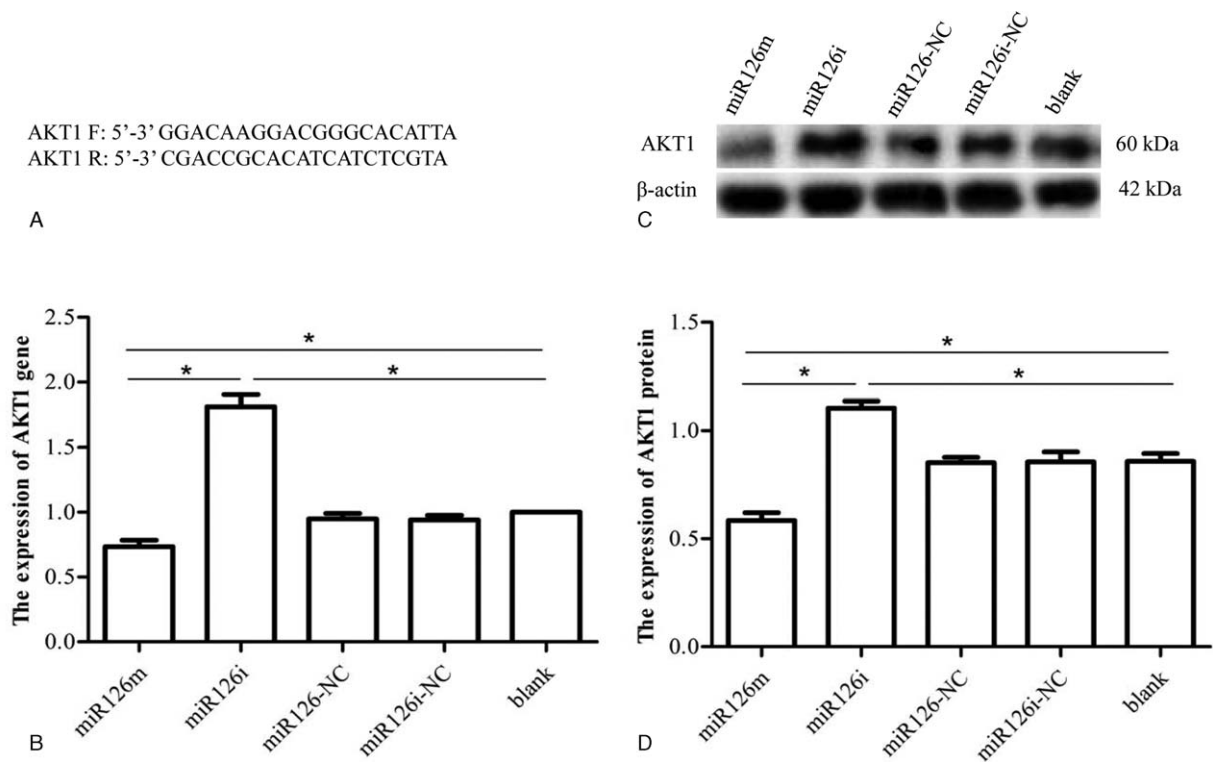 AKT1 F: 5'-3' GGACAAGGACGGGCACATTA
AKT1 R: 5'-3' CGACCGCACATCATCTCGTA
A
miR126m
miR126i
miR126-NC
miR126i-NC
blank
AKT1
60 kDa
β-actin
42 kDa
C
The expression of AKT1 gene
2.5
2.0
1.5
1.0
0.5
0.0
*
*
*
miR126m
miR126i
miR126-NC
miR126i-NC
blank
B
The expression of AKT1 protein
1.5
1.0
0.5
0.0
*
*
*
miR126m
miR126i
miR126-NC
miR126i-NC
blank
D